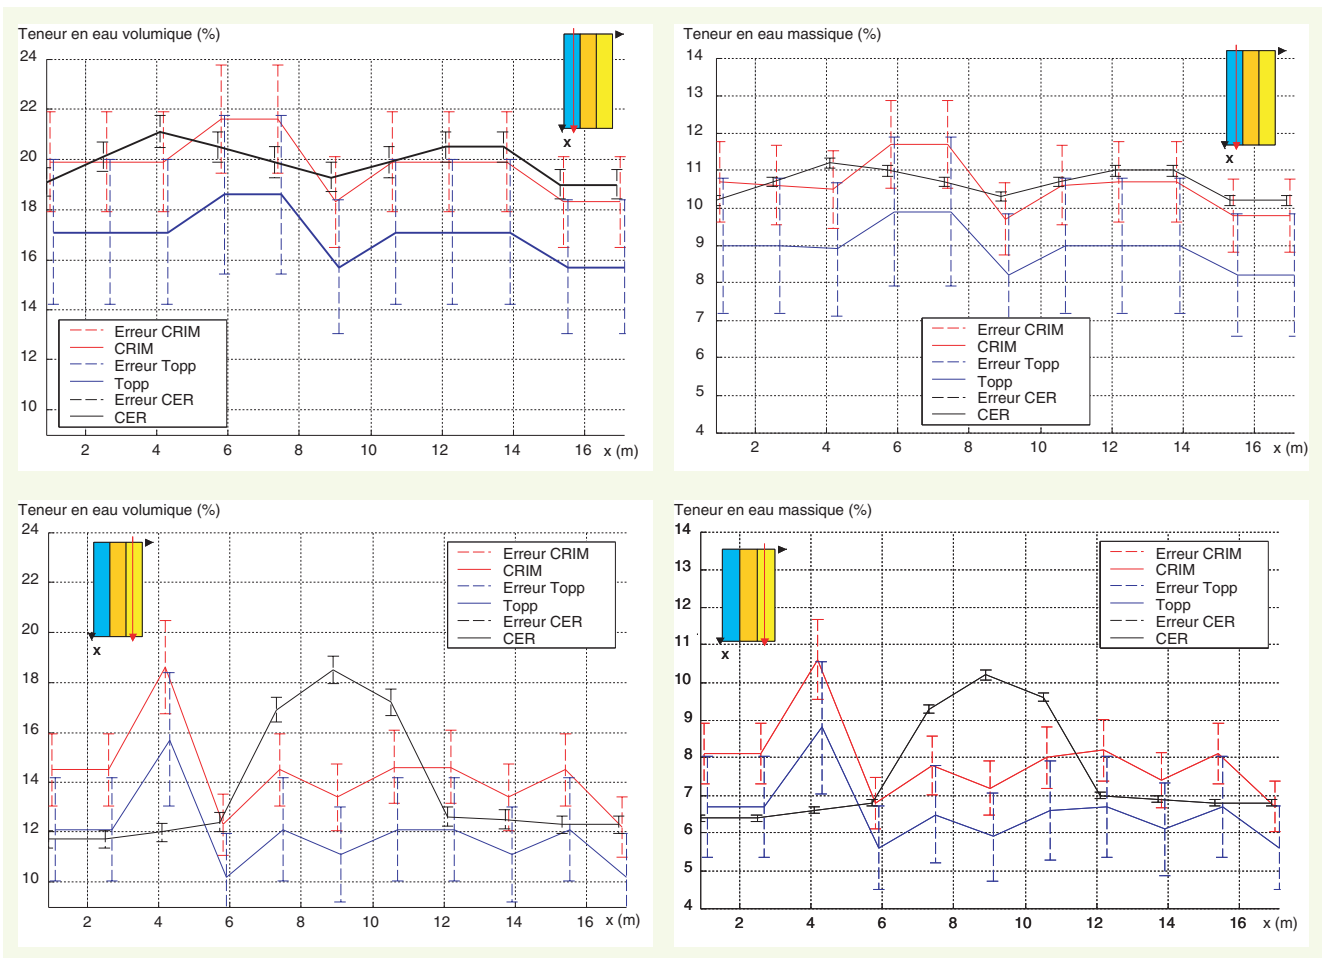 Teneur en eau volumique (%)
24
22
20
18
16
14
12
10
x
Erreur CRIM
CRIM
Erreur Topp
Topp
Erreur CER
CER
2 4 6 8 10 12 14 16 x (m)
Teneur en eau massique (%)
14
13
12
11
10
9
8
7
6
5
4
x
Erreur CRIM
CRIM
Erreur Topp
Topp
Erreur CER
CER
2 4 6 8 10 12 14 16 x (m)
Teneur en eau volumique (%)
24
22
20
18
16
14
12
10
x
Erreur CRIM
CRIM
Erreur Topp
Topp
Erreur CER
CER
2 4 6 8 10 12 14 16 x (m)
Teneur en eau massique (%)
14
13
12
11
10
9
8
7
6
5
4
x
Erreur CRIM
CRIM
Erreur Topp
Topp
Erreur CER
CER
2 4 6 8 10 12 14 16 x (m)